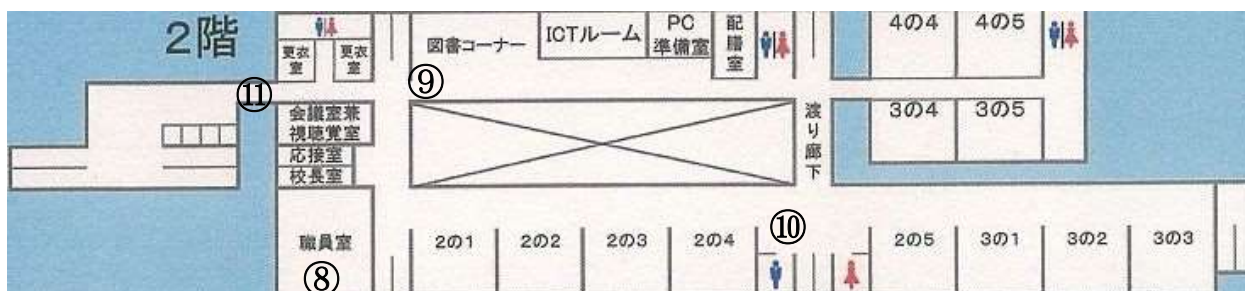 2階
更衣室
更衣室
図書コーナー
ICTルーム
PC
準備室
配膳室
4の4
4の5
⑨
⑪
会議室兼
視聴覚室
応接室
校長室
渡り廊下
3の4
3の5
職員室
⑧
2の1
2の2
2の3
2の4
⑩
2の5
3の1
3の2
3の3